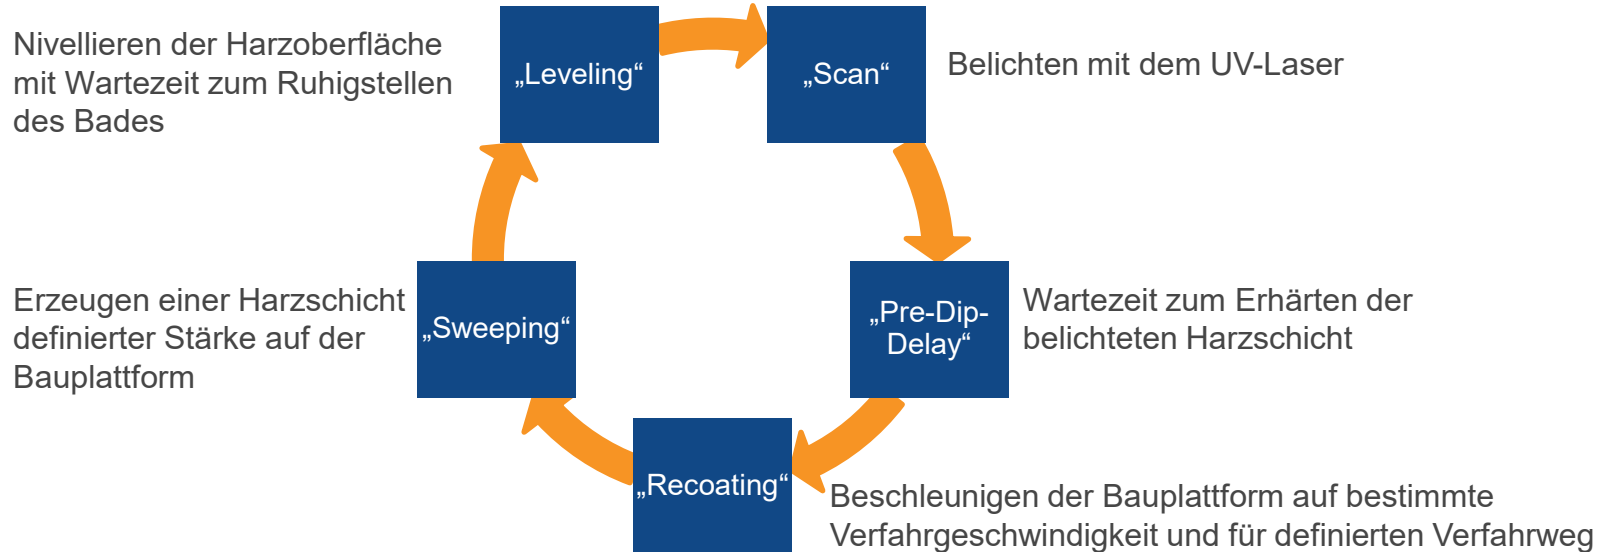 Nivellieren der Harzoberfläche
mit Wartezeit zum Ruhigstellen
des Bades
„Leveling“
„Scan“
Belichten mit dem UV-Laser
„Pre-Dip-
Delay“
Wartezeit zum Erhärten der
belichteten Harzschicht
„Recoating“
Beschleunigen der Bauplattform auf bestimmte
Verfahrgeschwindigkeit und für definierten Verfahrweg
Erzeugen einer Harzschicht
definierter Stärke auf der
Bauplattform
„Sweeping“